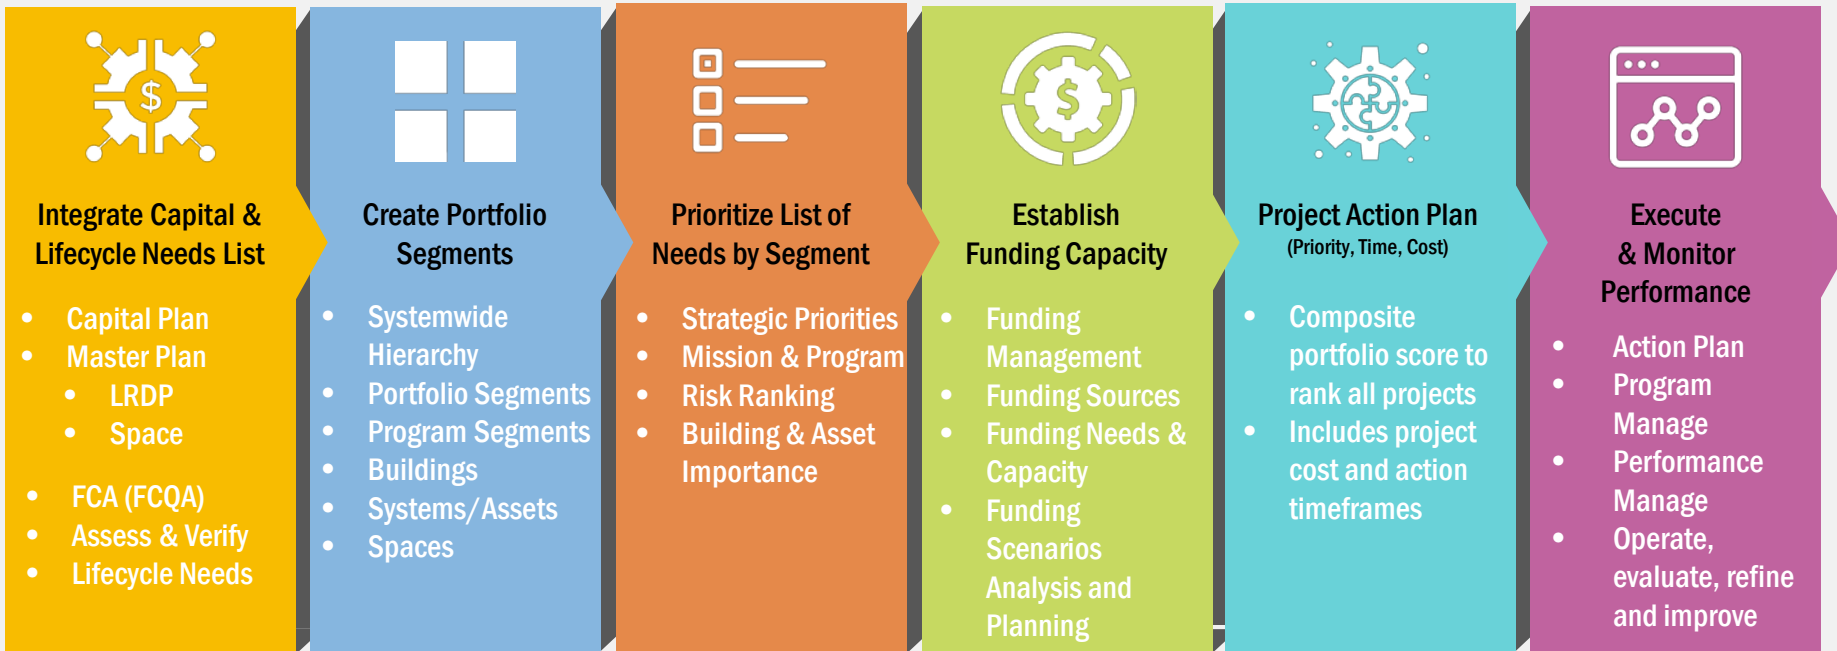 $
Integrate Capital &
Lifecycle Needs List
• Capital Plan
• Master Plan
• LRDP
• Space
• FCA (FCQA)
• Assess & Verify
• Lifecycle Needs
Create Portfolio
Segments
• Systemwide
Hierarchy
• Portfolio Segments
• Program Segments
• Buildings
• Systems/Assets
• Spaces
Prioritize List of
Needs by Segment
• Strategic Priorities
• Mission & Program
• Risk Ranking
• Building & Asset
Importance
$
Establish
Funding Capacity
• Funding
Management
• Funding Sources
• Funding Needs &
Capacity
• Funding
Scenarios
Analysis and
Planning
Project Action Plan
(Priority, Time, Cost)
• Composite
portfolio score to
rank all projects
• Includes project
cost and action
timeframes
Execute
& Monitor
Performance
• Action Plan
• Program
Manage
• Performance
Manage
• Operate,
evaluate, refine
and improve